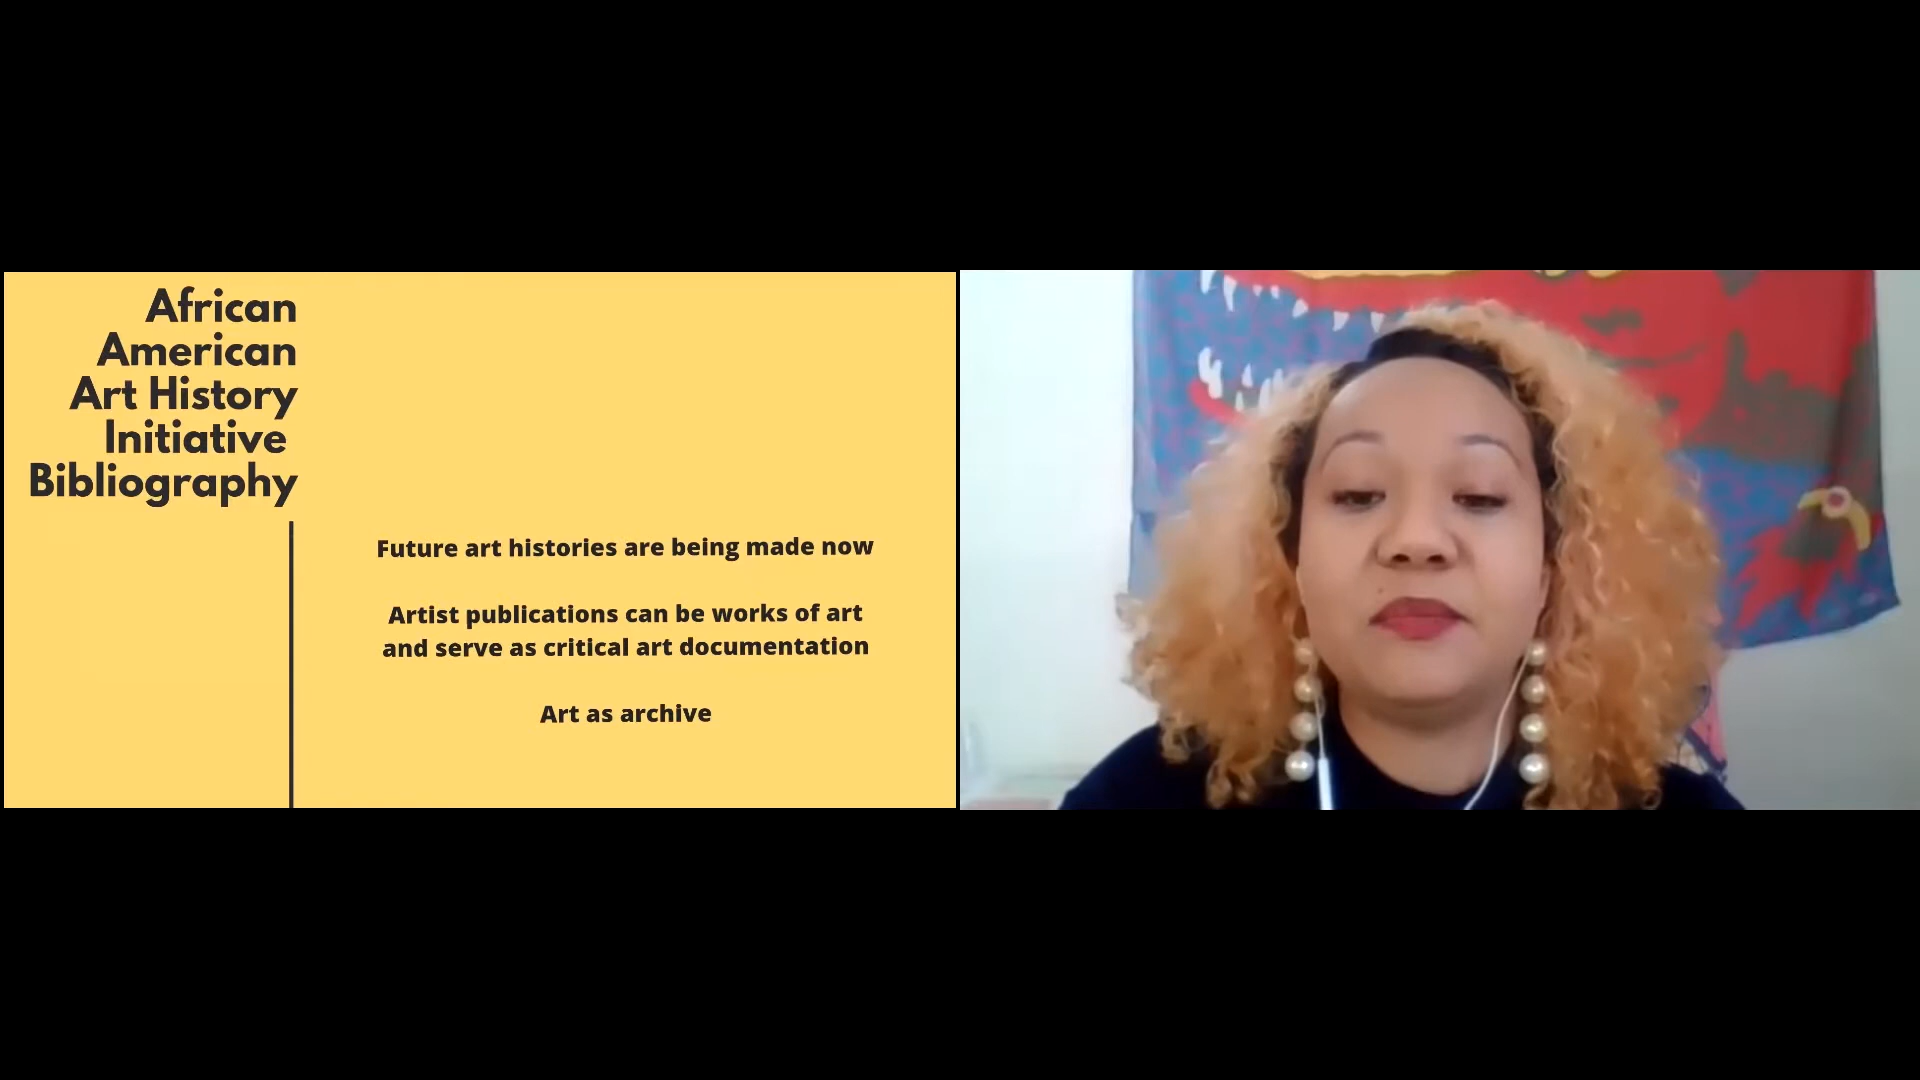 African
American
Art History
Initiative
Bibliography
Future art histories are being made now
Artist publications can be works of art
and serve as critical art documentation
Art as archive